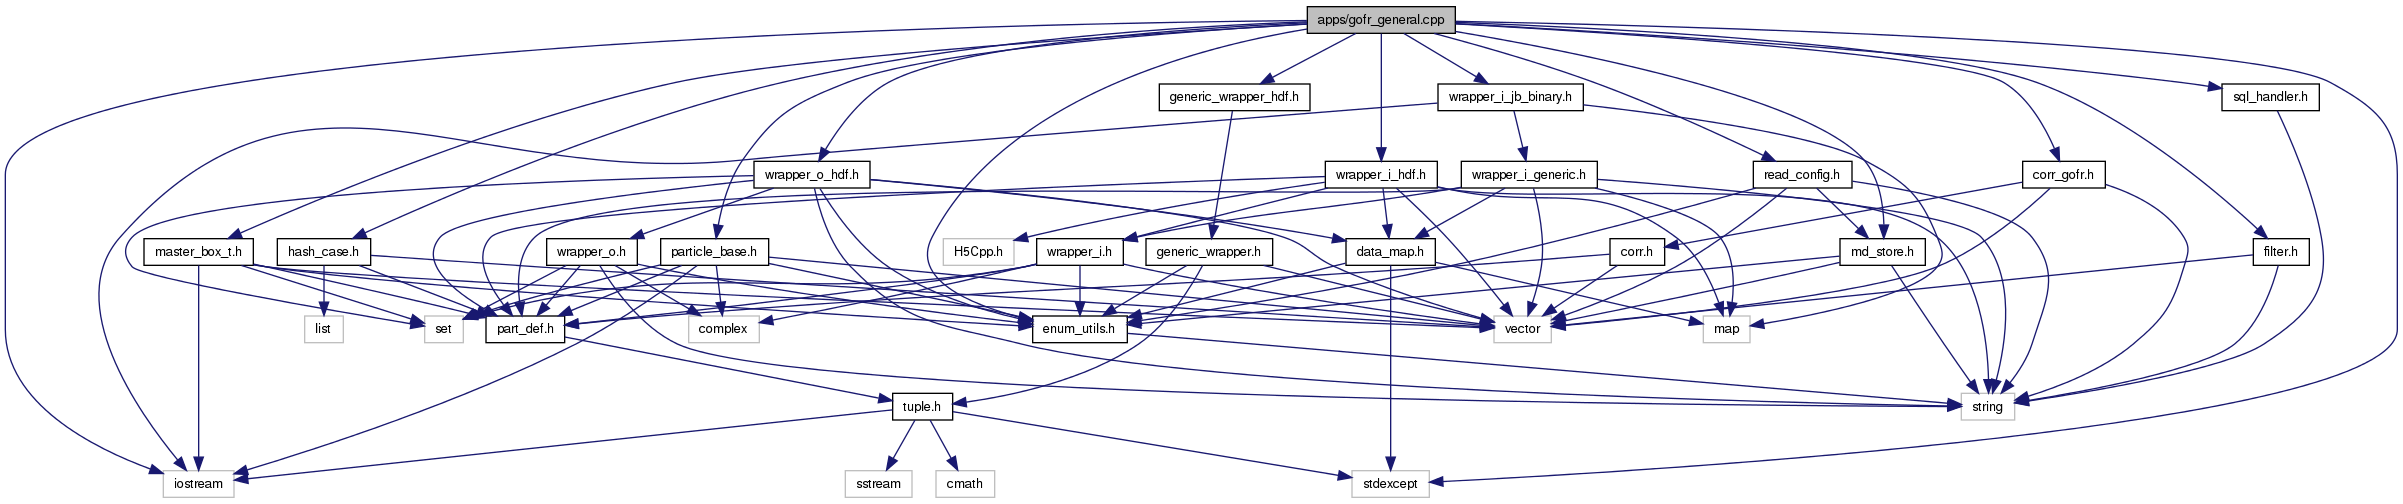 apps/gofr_general.cpp
generic_wrapper_hdf.h
wrapper_i_jb_binary.h
sql_handler.h
wrapper_o_hdf.h
wrapper_i_hdf.h
wrapper_i_generic.h
read_config.h
corr_gofr.h
master_box_t.h
hash_case.h
wrapper_o.h
particle_base.h
H5Cpp.h
wrapper_i.h
generic_wrapper.h
data_map.h
corr.h
md_store.h
filter.h
list
set
part_def.h
complex
enum_utils.h
vector
map
tuple.h
string
iostream
sstream
cmath
stdexcept